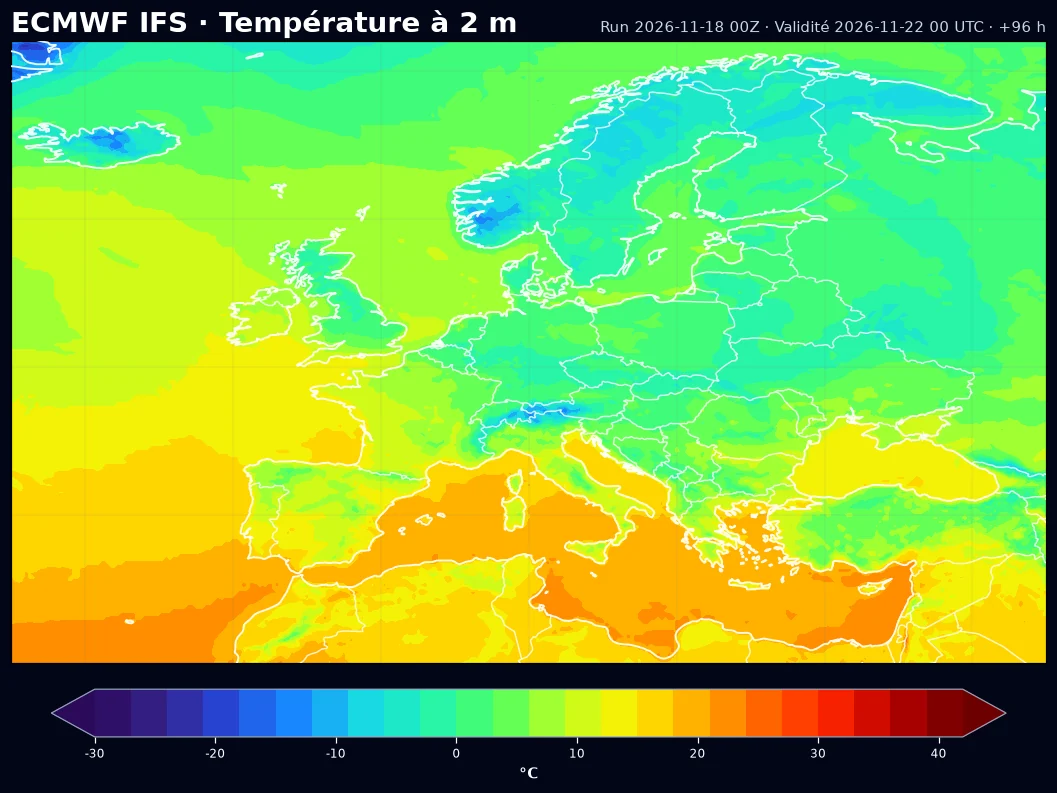 ECMWF IFS · Température à 2 m
Run 2026-11-18 00Z · Validité 2026-11-22 00 UTC · +96 h
-30 -20 -10 0 10 20 30 40
°C